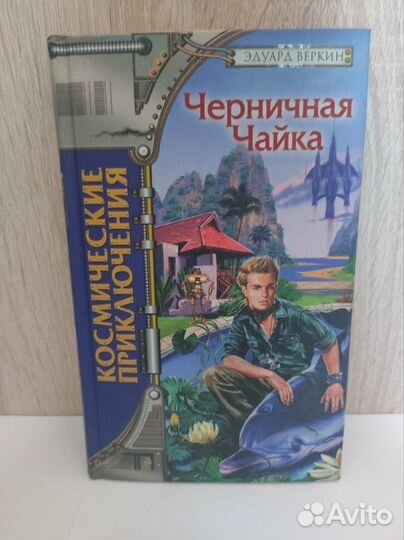 ЭДУАРД ВЕРКИН
Черничная
Чайка
КОСМИЧЕСКИЕ
ПРИКЛЮЧЕНИЯ
Avito